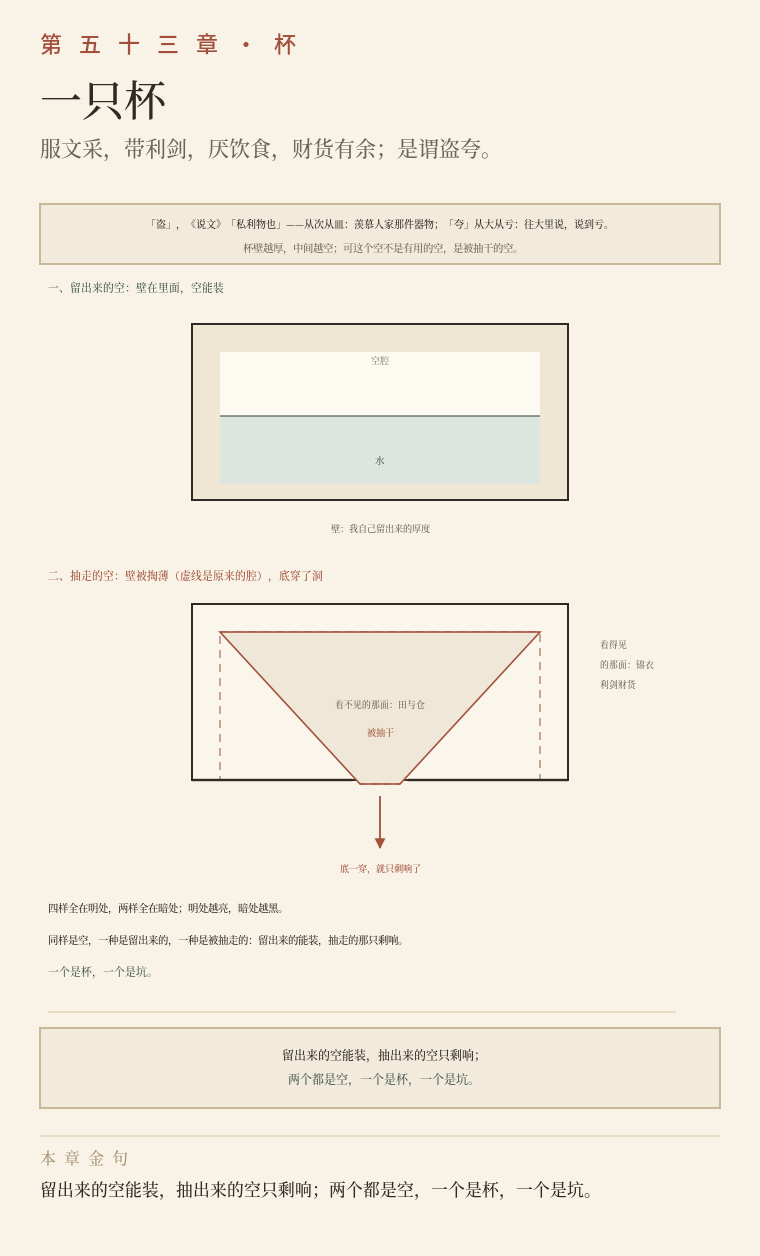 第五十三章·杯
一只杯
服文采，带利剑，厌饮食，财货有余；是谓盗夸。
「盗」，《说文》「私利物也」——从次从皿：羡慕人家那件器物；「夸」从大从亏：往大里说，说到亏。
杯壁越厚，中间越空；可这个空不是有用的空，是被抽干的空。
一、留出来的空：壁在里面，空能装
空腔
水
壁：我自己留出来的厚度
二、抽走的空：壁被掏薄（虚线是原来的腔），底穿了洞
看得见
的那面：锦衣
利剑财货
看不见的那面：田与仓
被抽干
底一穿，就只剩响了
四样全在明处，两样全在暗处；明处越亮，暗处越黑。
同样是空，一种是留出来的，一种是被抽走的：留出来的能装，抽走的那只剩响。
一个是杯，一个是坑。
留出来的空能装，抽出来的空只剩响；
两个都是空，一个是杯，一个是坑。
本章金句
留出来的空能装，抽出来的空只剩响；两个都是空，一个是杯，一个是坑。